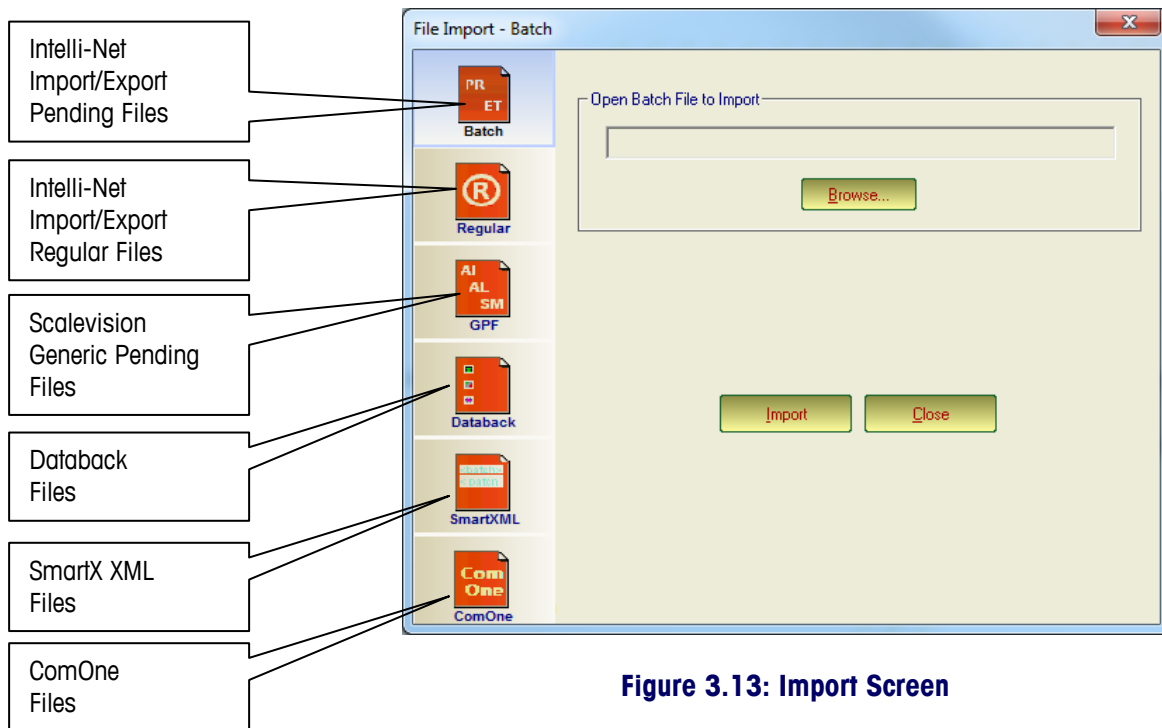 Intelli-Net
Import/Export
Pending Files
Intelli-Net
Import/Export
Regular Files
Scalevision
Generic Pending
Files
Databack
Files
SmartX XML
Files
ComOne
Files
File Import - Batch
X
PR
ET
Batch
R
Regular
AI
AL
SM
GPF
Databack
<batch>
SmartXML
Com
One
ComOne
Open Batch File to Import
Browse...
Import
Close
Figure 3.13: Import Screen